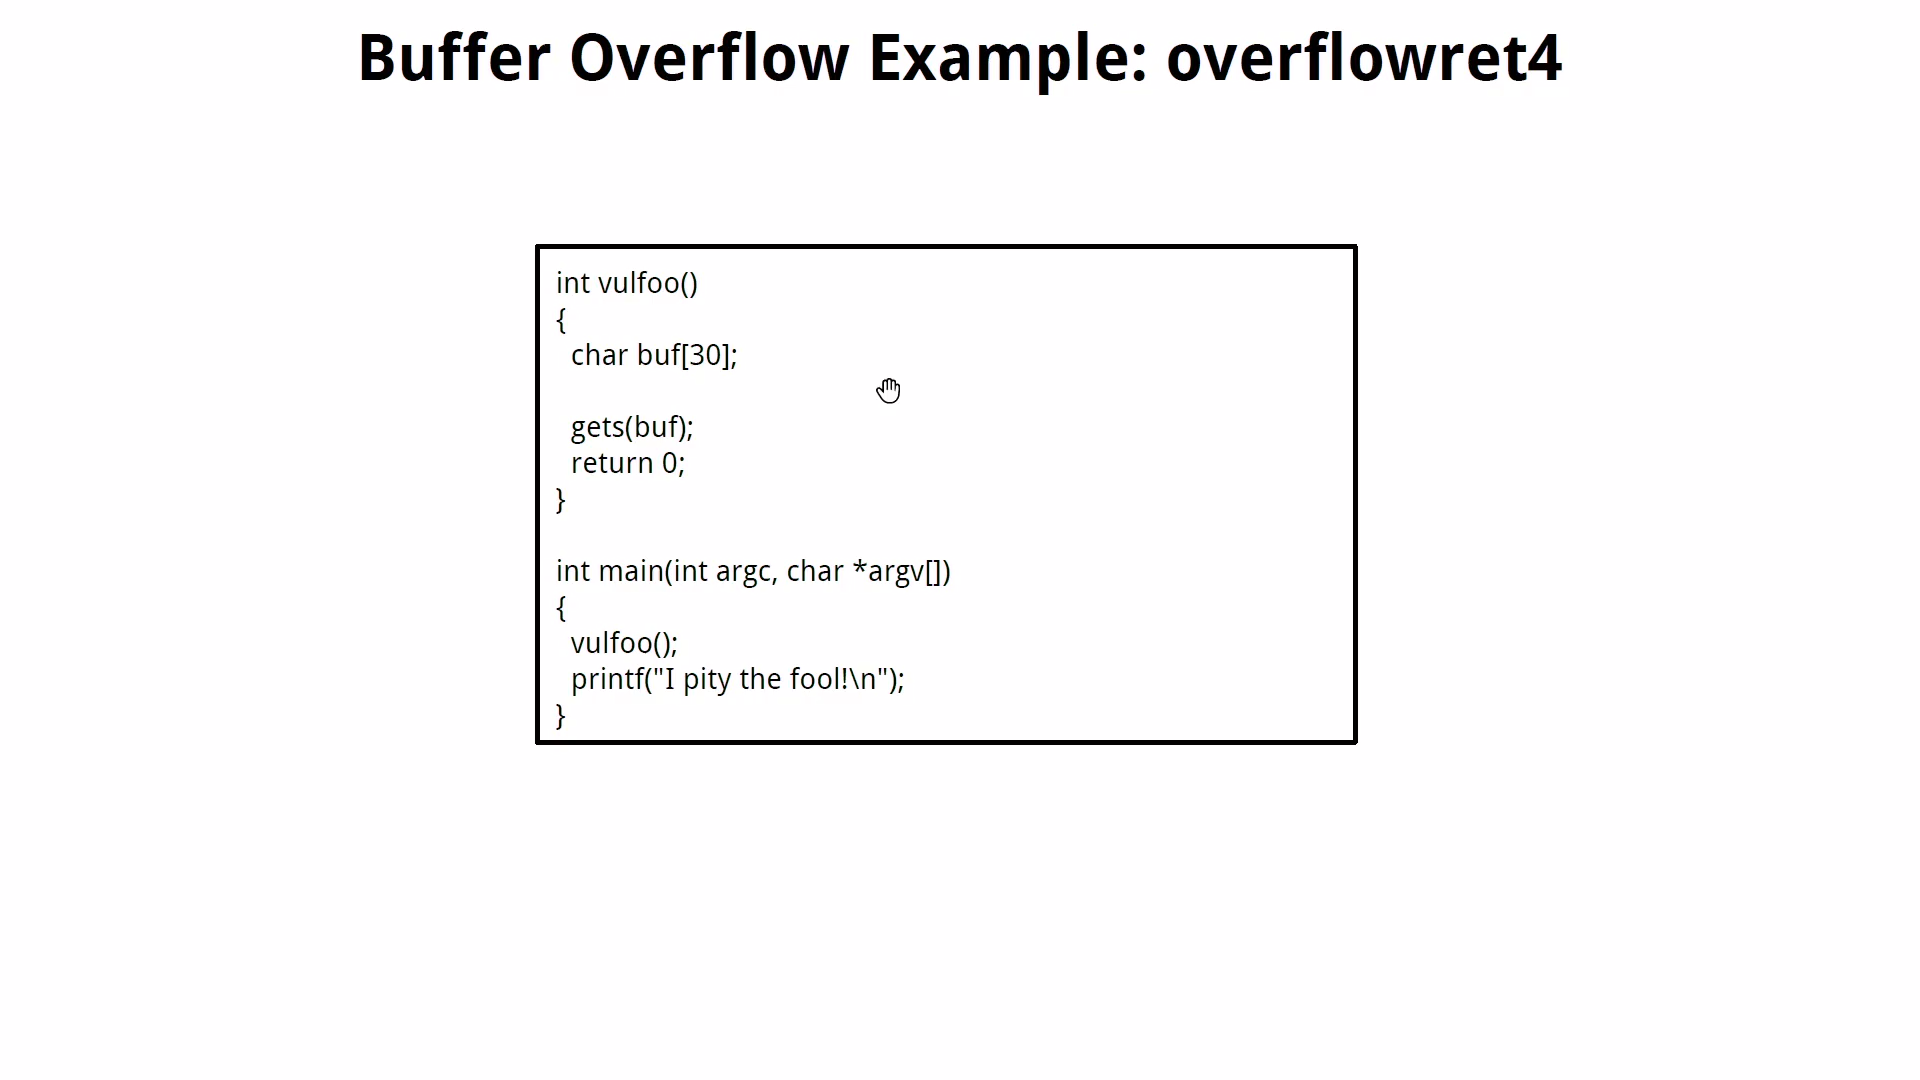 Buffer Overflow Example: overflowret4
int vulfoo()
{
  char buf[30];
  gets(buf);
  return 0;
}
int main(int argc, char *argv[])
{
  vulfoo();
  printf("I pity the fool!\n");
}